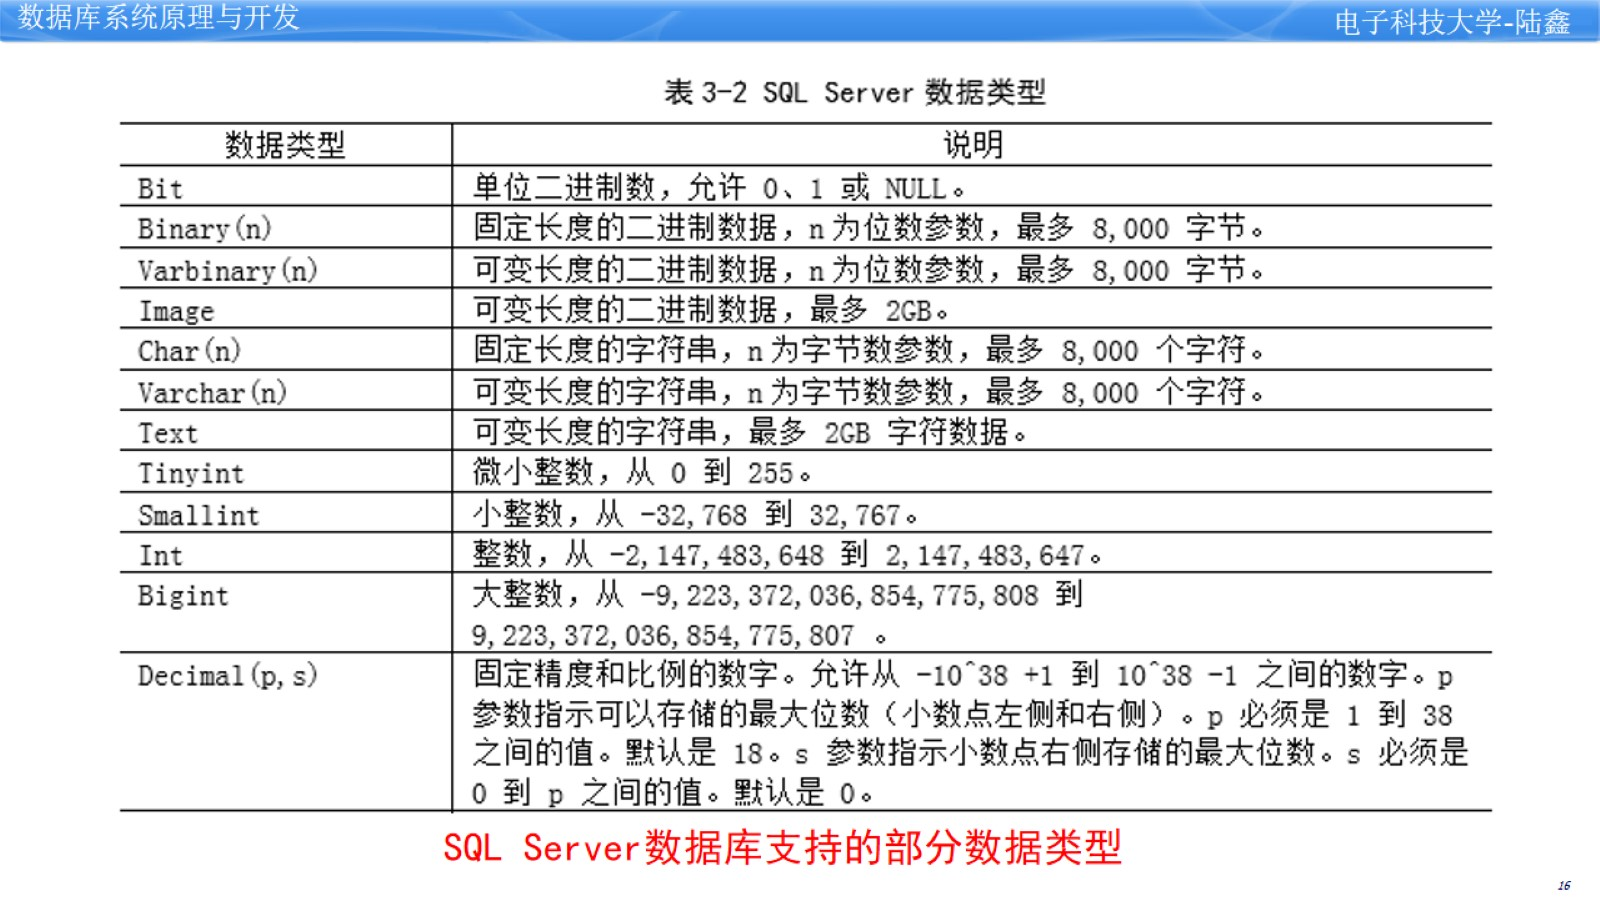 数据库系统原理与开发
电子科技大学-陆鑫
表 3-2 SQL Server 数据类型
数据类型 说明
Bit 单位二进制数，允许 0、1 或 NULL。
Binary(n) 固定长度的二进制数据，n 为位数参数，最多 8,000 字节。
Varbinary(n) 可变长度的二进制数据，n 为位数参数，最多 8,000 字节。
Image 可变长度的二进制数据，最多 2GB。
Char(n) 固定长度的字符串，n 为字节数参数，最多 8,000 个字符。
Varchar(n) 可变长度的字符串，n 为字节数参数，最多 8,000 个字符。
Text 可变长度的字符串，最多 2GB 字符数据。
Tinyint 微小整数，从 0 到 255。
Smallint 小整数，从 -32,768 到 32,767。
Int 整数，从 -2,147,483,648 到 2,147,483,647。
Bigint 大整数，从 -9,223,372,036,854,775,808 到
9,223,372,036,854,775,807 。
Decimal(p,s) 固定精度和比例的数字。允许从 -10^38 +1 到 10^38 -1 之间的数字。p
参数指示可以存储的最大位数（小数点左侧和右侧）。p 必须是 1 到 38
之间的值。默认是 18。s 参数指示小数点右侧存储的最大位数。s 必须是
0 到 p 之间的值。默认是 0。
SQL Server数据库支持的部分数据类型
16